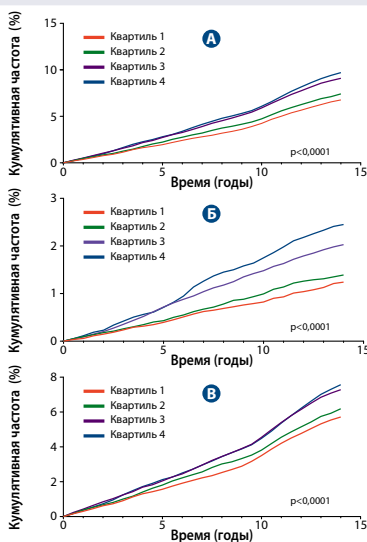 Кумулятивная частота (%)
15
10
5
0
Квартиль 1
Квартиль 2
Квартиль 3
Квартиль 4
А
p<0,0001
0
5
10
15
Время (годы)
Кумулятивная частота (%)
3
2
1
0
Квартиль 1
Квартиль 2
Квартиль 3
Квартиль 4
Б
p<0,0001
0
5
10
15
Время (годы)
Кумулятивная частота (%)
8
6
4
2
0
Квартиль 1
Квартиль 2
Квартиль 3
Квартиль 4
В
p<0,0001
0
5
10
15
Время (годы)